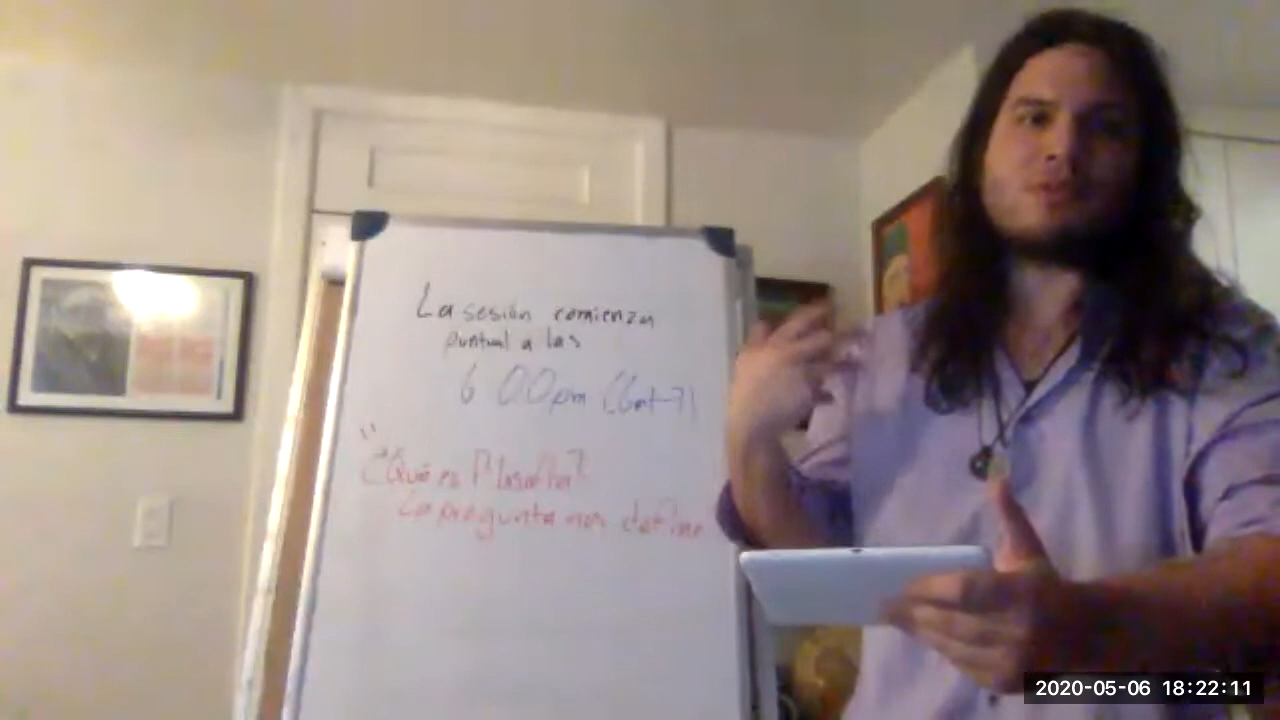 La sesión comienza
puntual a las
6 00pm (Gmt-7)
"¿Qué es Filosofía?
La pregunta nos define
2020-05-06 18:22:11